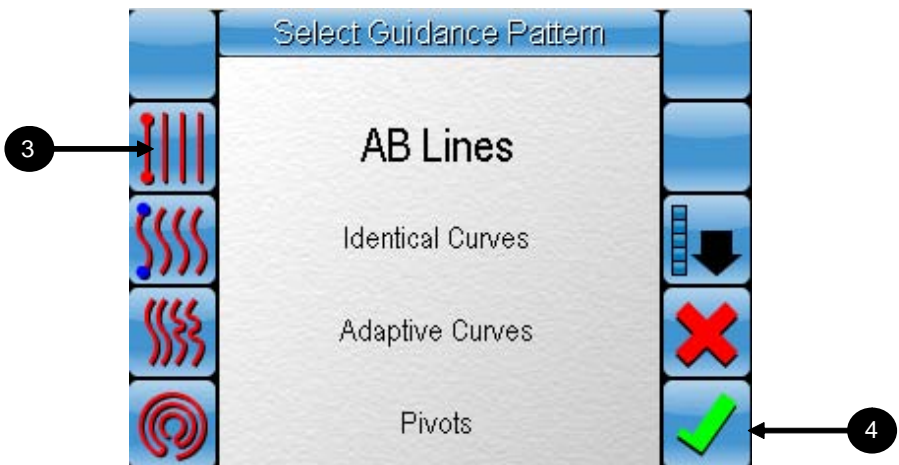 Select Guidance Pattern
3
AB Lines
Identical Curves
Adaptive Curves
Pivots
4